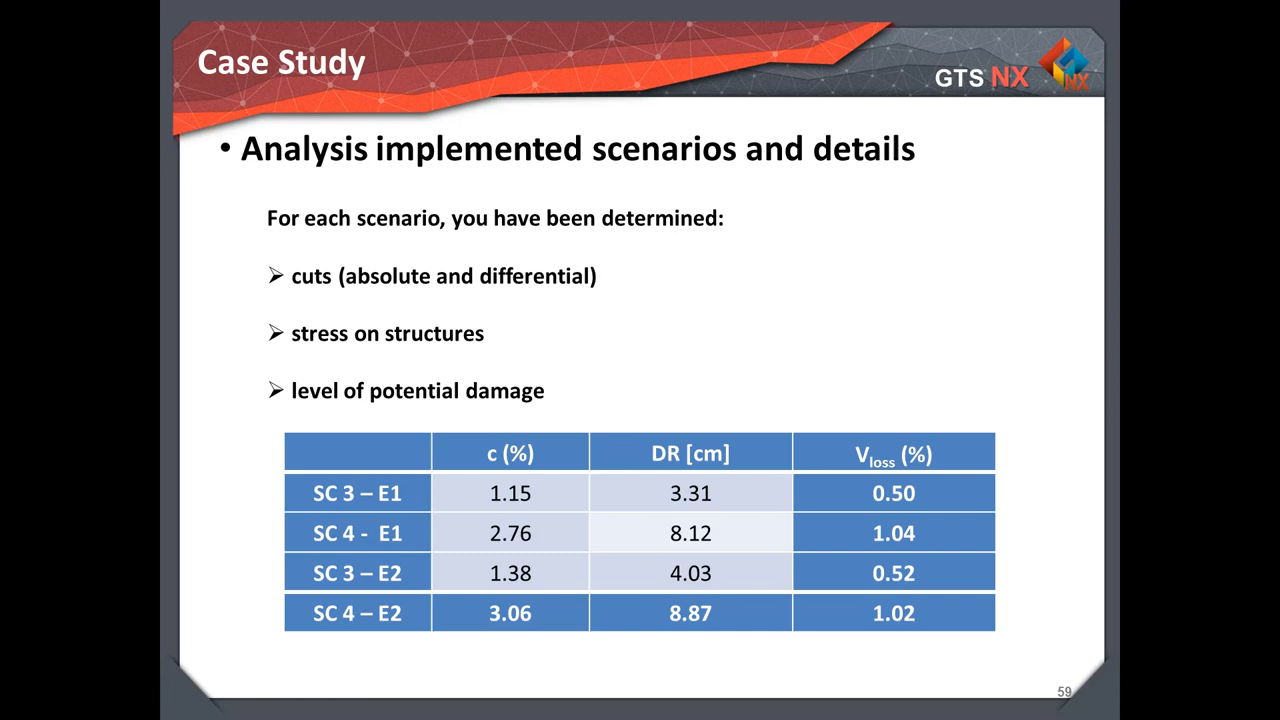 Case Study
GTS NX
NX
• Analysis implemented scenarios and details
For each scenario, you have been determined:
➢ cuts (absolute and differential)
➢ stress on structures
➢ level of potential damage
c (%) DR [cm] Vloss (%)
SC 3 – E1 1.15 3.31 0.50
SC 4 - E1 2.76 8.12 1.04
SC 3 – E2 1.38 4.03 0.52
SC 4 – E2 3.06 8.87 1.02
59